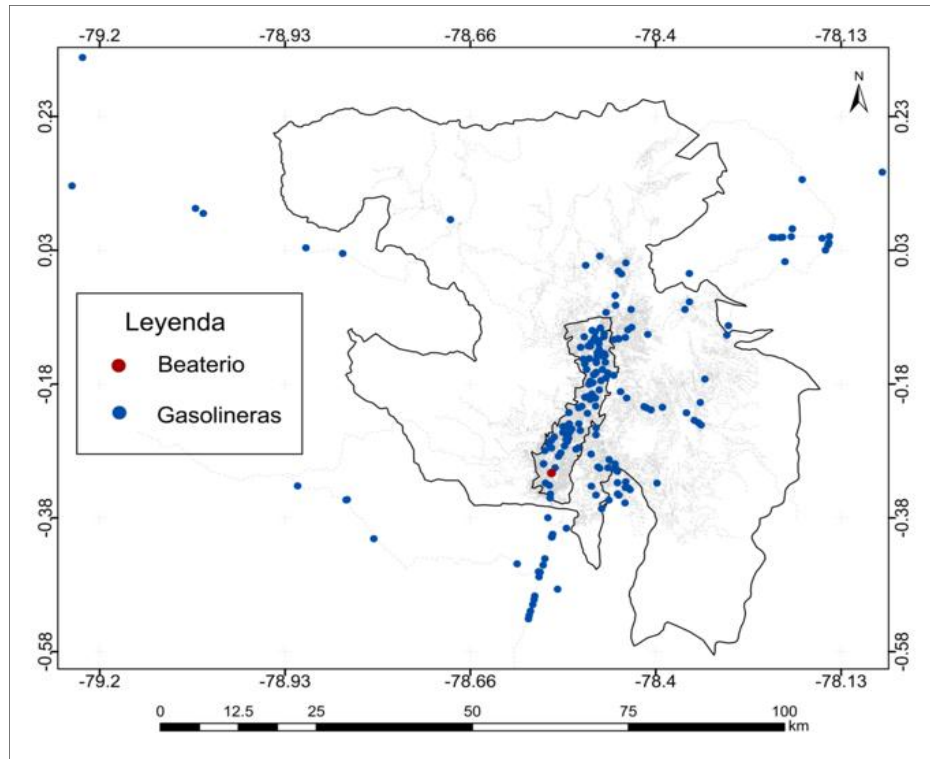 -79.2 -78.93 -78.66 -78.4 -78.13
N
0.23 0.23
0.03 0.03
Leyenda
Beaterio
Gasolineras
-0.18 -0.18
-0.38 -0.38
-0.58 -0.58
-79.2 -78.93 -78.66 -78.4 -78.13
0 12.5 25 50 75 100
km